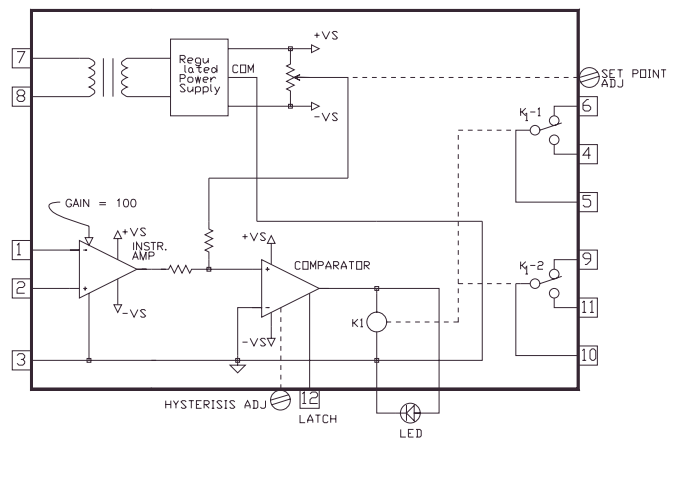 +VS
7
Regu
lated
Power
Supply
COM
SET POINT
ADJ
8
-VS
6
K1-1
4
5
GAIN = 100
+VS
INSTR.
AMP
+VS
1
-
COMPARATOR
K1-2
9
+
2
+
-
-VS
K1
11
-VS
3
10
HYSTERISIS ADJ
12
LATCH
LED